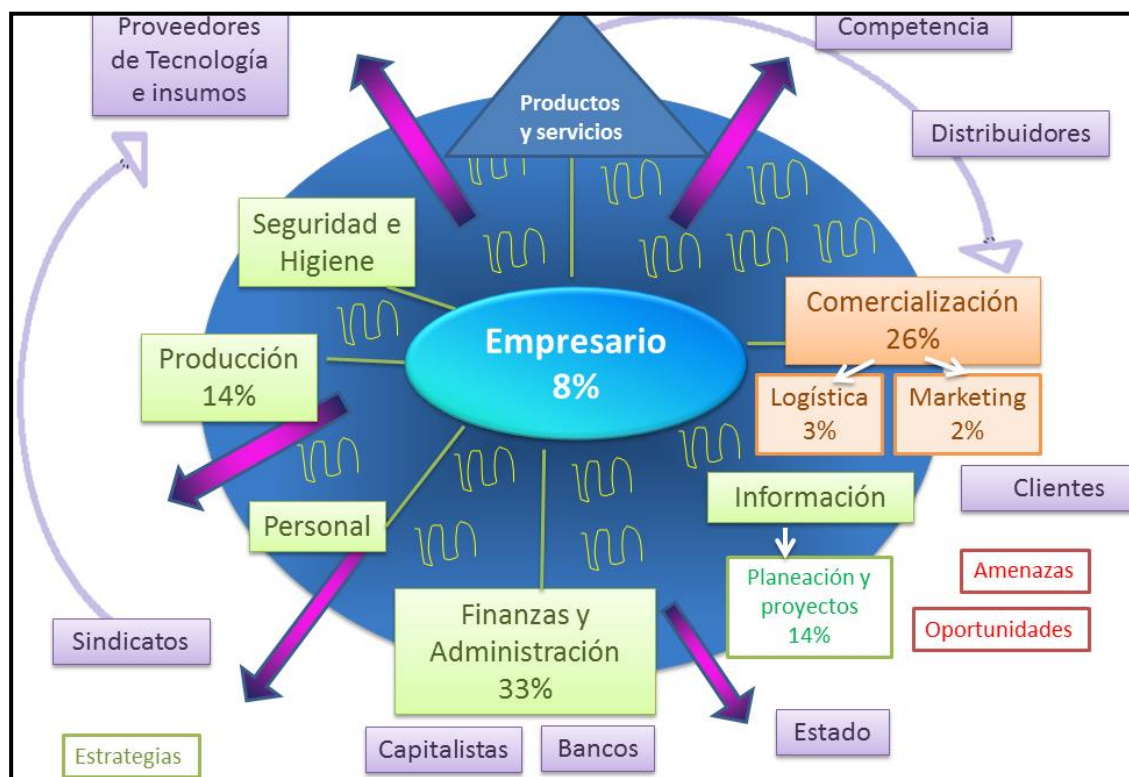 Proveedores
de Tecnología
e insumos
Competencia
Productos
y servicios
Distribuidores
Seguridad e
Higiene
Comercialización
26%
Empresario
8%
Producción
14%
Logística
3%
Marketing
2%
Clientes
Información
Personal
Planeación y
proyectos
14%
Amenazas
Oportunidades
Finanzas y
Administración
33%
Sindicatos
Estado
Capitalistas
Bancos
Estrategias